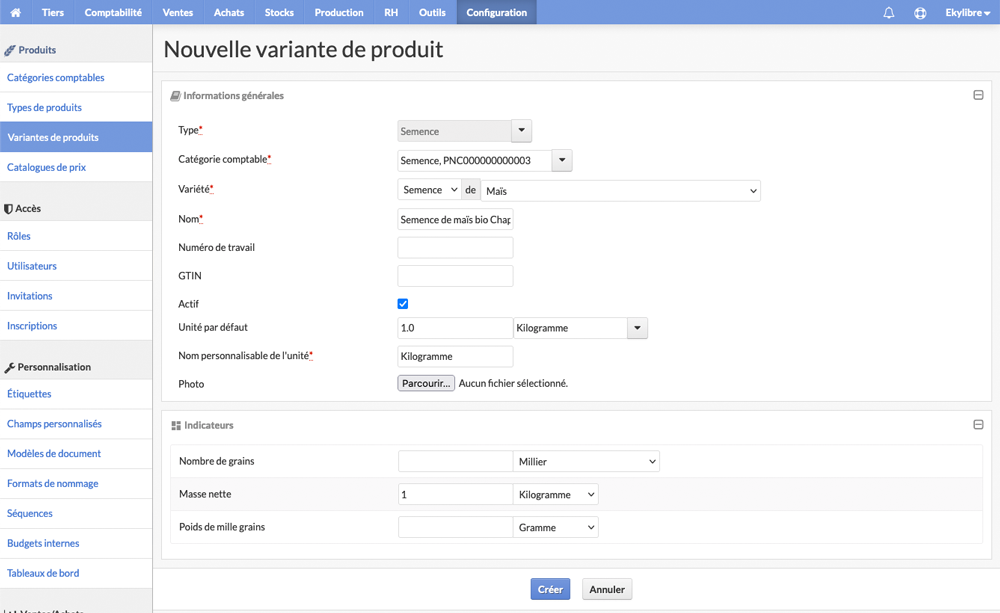 Tiers Comptabilité Ventes Achats Stocks Production RH Outils Configuration Ekylibre
Produits
Catégories comptables
Types de produits
Variantes de produits
Catalogues de prix
Accès
Rôles
Utilisateurs
Invitations
Inscriptions
Personnalisation
Étiquettes
Champs personnalisés
Modèles de document
Formats de nommage
Séquences
Budgets internes
Tableaux de bord
Nouvelle variante de produit
Informations générales
Type* Semence
Catégorie comptable* Semence, PNC000000000003
Variété* Semence de Maïs
Nom* Semence de maïs bio Chap
Numéro de travail
GTIN
Actif
Unité par défaut 1.0 Kilogramme
Nom personnalisable de l'unité* Kilogramme
Photo Parcourir... Aucun fichier sélectionné.
Indicateurs
Nombre de grains Millier
Masse nette 1 Kilogramme
Poids de mille grains Gramme
Créer Annuler